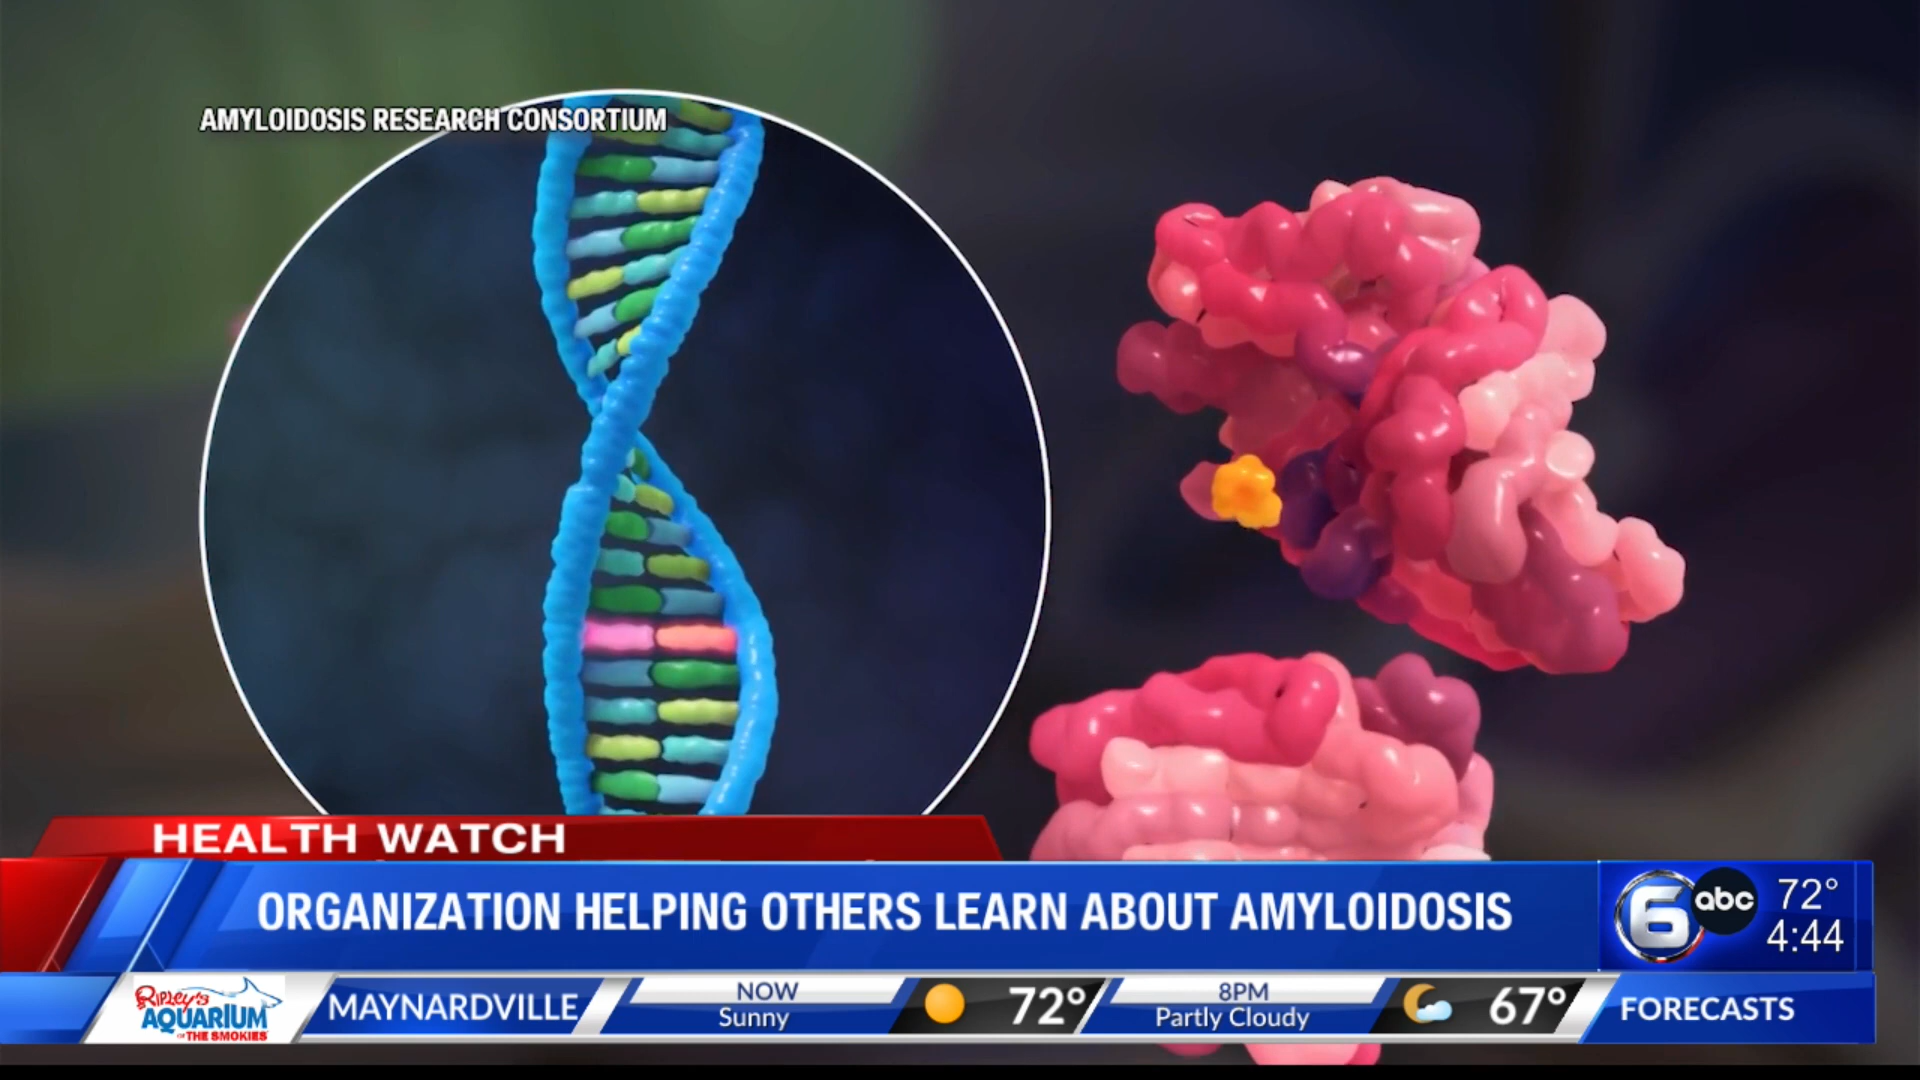 AMYLOIDOSIS RESEARCH CONSORTIUM
HEALTH WATCH
ORGANIZATION HELPING OTHERS LEARN ABOUT AMYLOIDOSIS
6 abc
72°
4:44
RIPLEY'S
AQUARIUM
OF THE SMOKIES
MAYNARDVILLE
NOW
Sunny
72°
8PM
Partly Cloudy
67°
FORECASTS